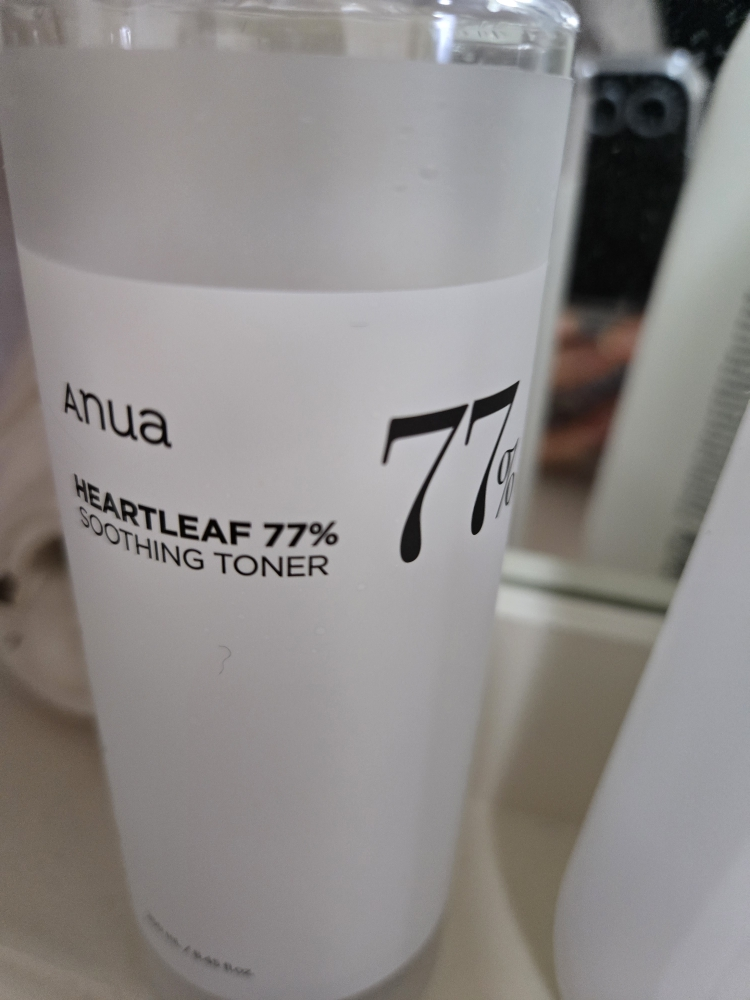 Anua
HEARTLEAF 77%
SOOTHING TONER
77%